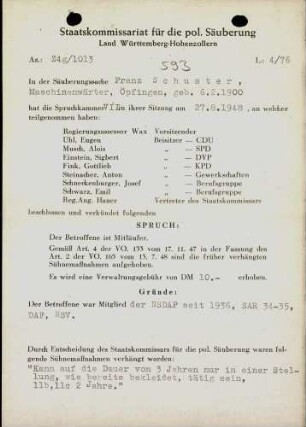 Staatskommissariat für die pol. Säuberung
Land Württemberg-Hohenzollern
Az.: 24g/1013
593
L: 4/76
In der Säuberungssache Franz Schuster,
Maschinenwärter, Öpfingen, geb. 6.2.1900
hat die Spruchkammer VI in ihrer Sitzung am 27.8.1948, an welcher
teilgenommen haben:
Regierungsassessor Wax Vorsitzender
Uhl, Eugen Beisitzer — CDU
Munch, Alois „ — SPD
Einstein, Sigbert „ — DVP
Fink, Gottlieb „ — KPD
Steinacher, Anton „ — Gewerkschaften
Schneckenburger, Josef „ — Berufsgruppe
Schwarz, Emil „ — Berufsgruppe
Reg.Ang. Hauer Vertreter des Staatskommissars
beschlossen und verkündet folgenden
SPRUCH:
Der Betroffene ist Mitläufer.
Gemäß Art. 4 der VO. 133 vom 17. 11. 47 in der Fassung des
Art. 2 der VO. 165 vom 13. 7. 48 sind die früher verhängten
Sühnemaßnahmen aufgehoben.
Es wird eine Verwaltungsgebühr von DM 10.- erhoben.
Gründe:
Der Betroffene war Mitglied der NSDAP seit 1936, SAR 34-35,
DAF, NSV.
Durch Entscheidung des Staatskommissars für die pol. Säuberung waren folgende
Sühnemaßnahmen verhängt worden:
"Kann auf die Dauer von 3 Jahren nur in einer Stel-
lung, wie bereits bekleidet, tätig sein,
11b,11c 2 Jahre."